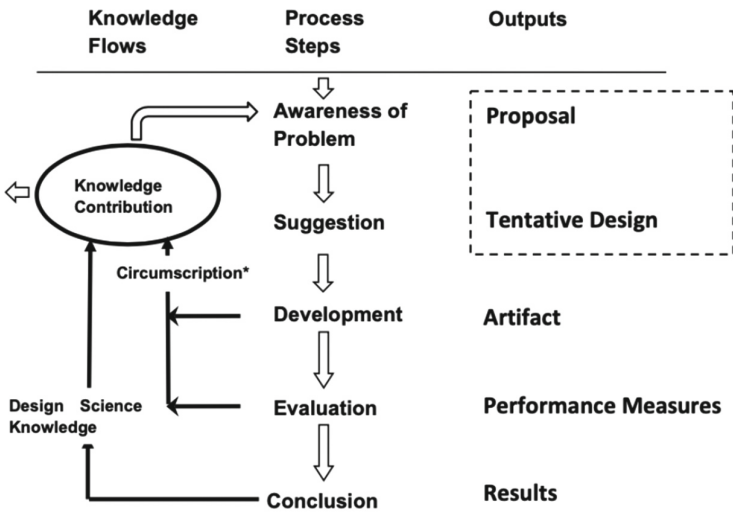 Knowledge Flows
Process Steps
Outputs
Awareness of Problem
Proposal
Knowledge Contribution
Suggestion
Tentative Design
Circumscription*
Development
Artifact
Design Science Knowledge
Evaluation
Performance Measures
Conclusion
Results